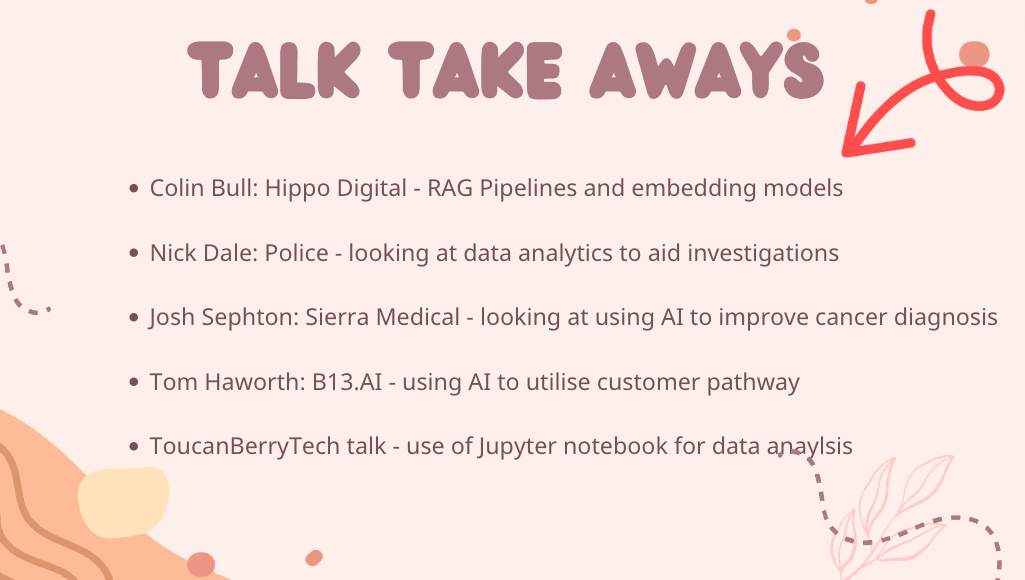 TALK TAKE AWAYS
• Colin Bull: Hippo Digital - RAG Pipelines and embedding models
• Nick Dale: Police - looking at data analytics to aid investigations
• Josh Sephton: Sierra Medical - looking at using AI to improve cancer diagnosis
• Tom Haworth: B13.AI - using AI to utilise customer pathway
• ToucanBerryTech talk - use of Jupyter notebook for data anaylsis